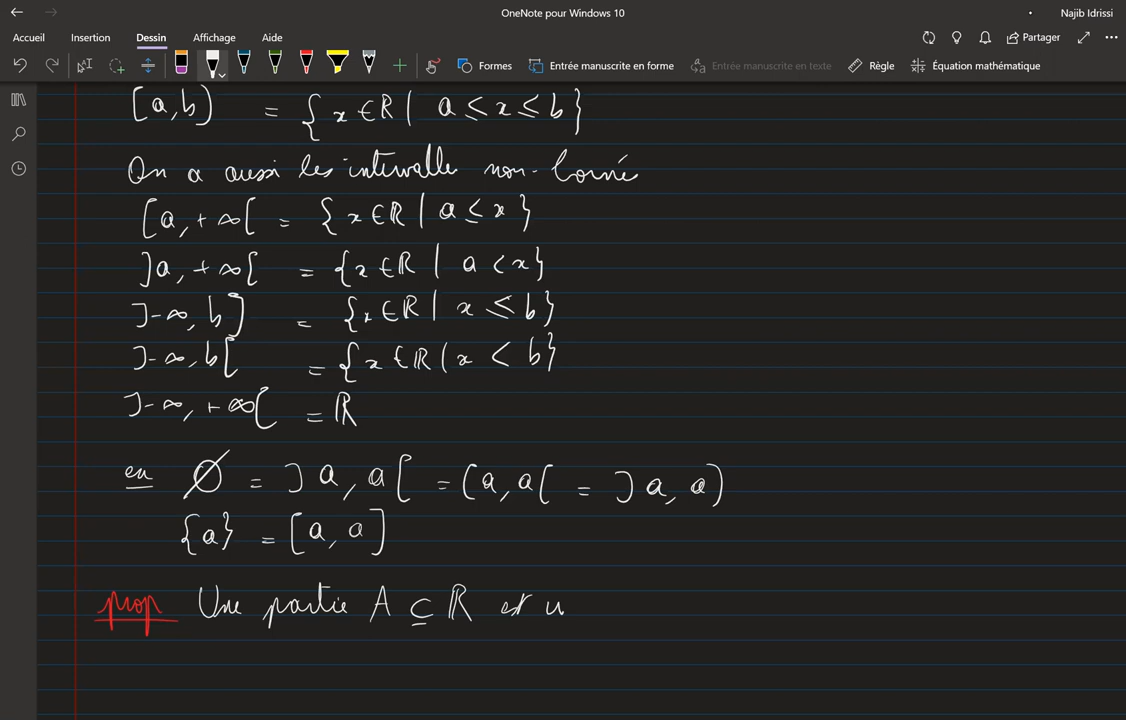 OneNote pour Windows 10
Najib Idrissi
Accueil Insertion Dessin Affichage Aide
Partager
Formes Entrée manuscrite en forme Entrée manuscrite en texte Règle Équation mathématique
[a, b] = {x ∈ ℝ | a ≤ x ≤ b}
On a aussi les intervalle non-borné
[a, +∞[ = {x ∈ ℝ | a ≤ x}
]a, +∞[ = {x ∈ ℝ | a < x}
]-∞, b] = {x ∈ ℝ | x ≤ b}
]-∞, b[ = {x ∈ ℝ | x < b}
]-∞, +∞[ = ℝ
ex ∅ = ]a, a[ = [a, a[ = ]a, a]
{a} = [a, a]
prop Une partie A ⊆ ℝ est u